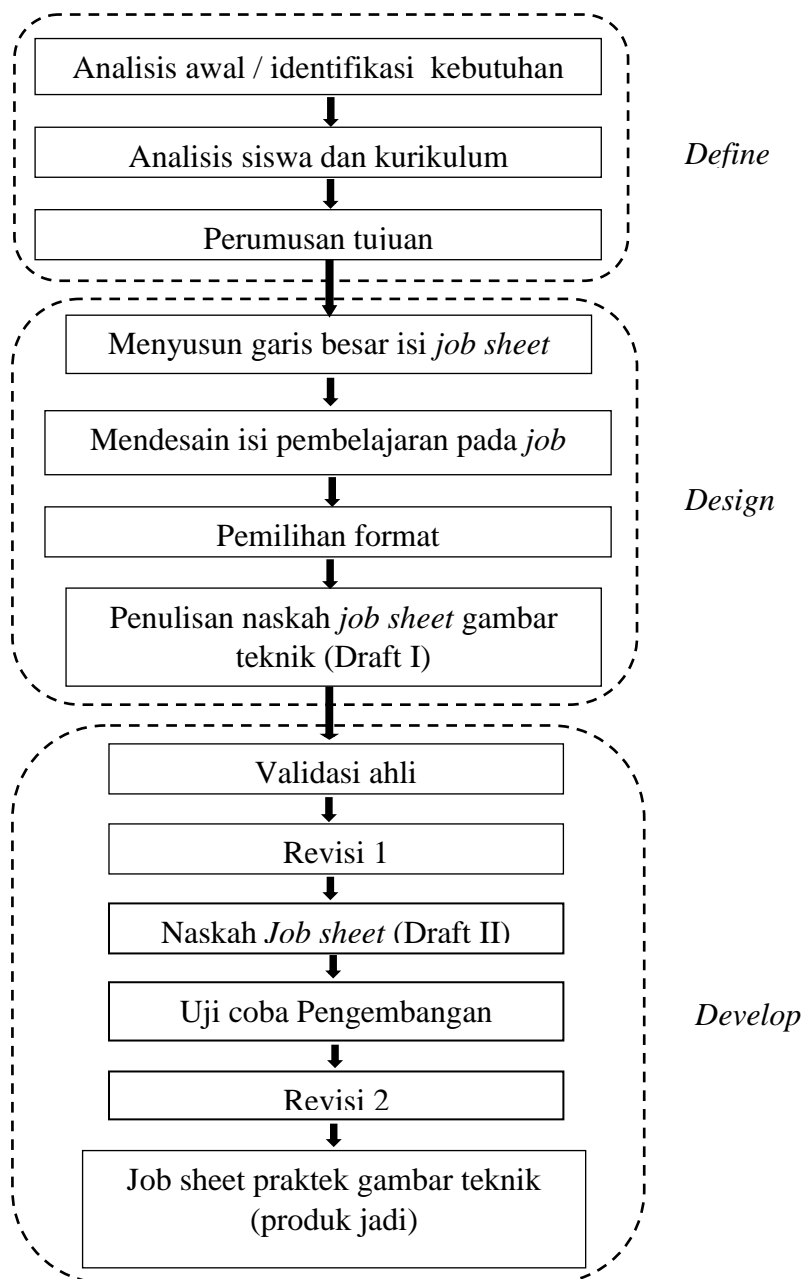 Analisis awal / identifikasi kebutuhan
Analisis siswa dan kurikulum
Define
Perumusan tujuan
Menyusun garis besar isi job sheet
Mendesain isi pembelajaran pada job
Design
Pemilihan format
Penulisan naskah job sheet gambar
teknik (Draft I)
Validasi ahli
Revisi 1
Naskah Job sheet (Draft II)
Uji coba Pengembangan
Develop
Revisi 2
Job sheet praktek gambar teknik
(produk jadi)